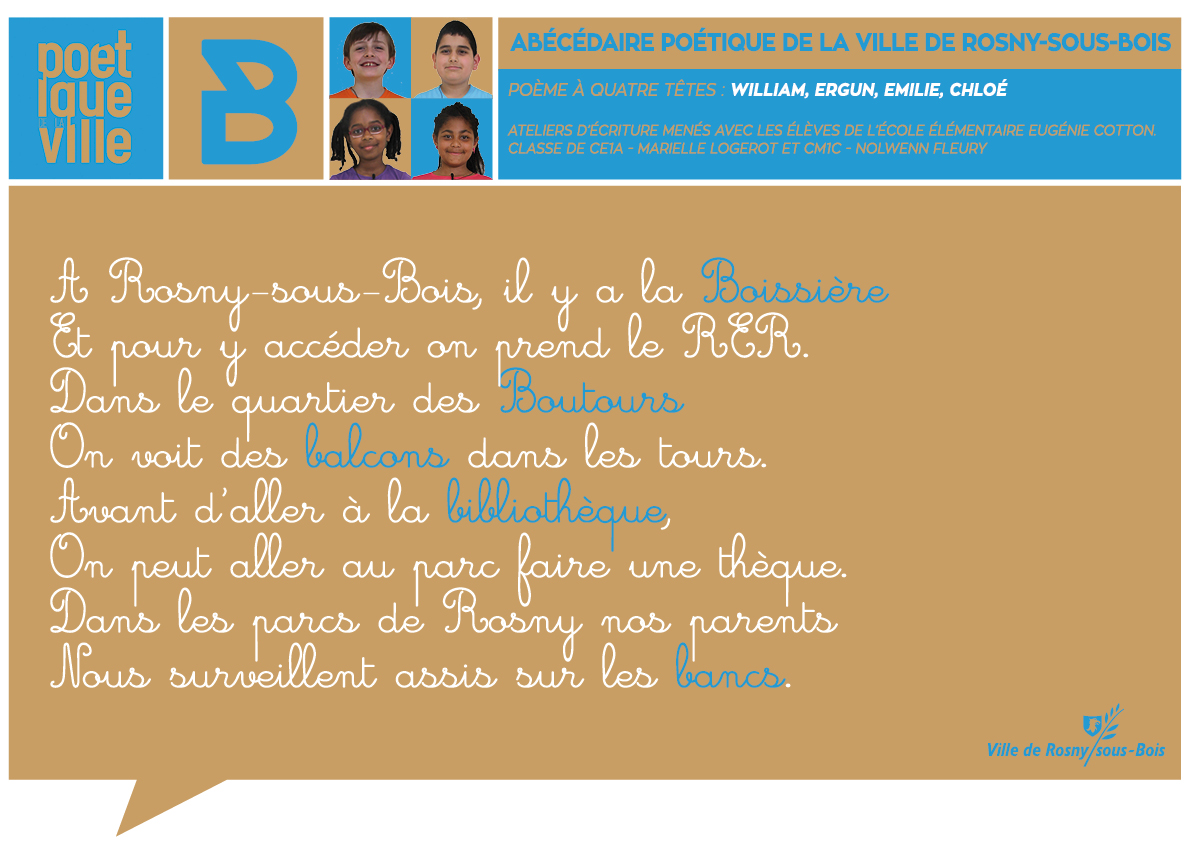 poet
ique
DE LA
ville
B
ABÉCÉDAIRE POÉTIQUE DE LA VILLE DE ROSNY-SOUS-BOIS
POÈME À QUATRE TÊTES : WILLIAM, ERGUN, EMILIE, CHLOÉ
ATELIERS D'ÉCRITURE MENÉS AVEC LES ÉLÈVES DE L'ÉCOLE ÉLÉMENTAIRE EUGÉNIE COTTON.
CLASSE DE CE1A - MARIELLE LOGEROT ET CM1C - NOLWENN FLEURY
A Rosny-sous-Bois, il y a la Boissière
Et pour y accéder on prend le RER.
Dans le quartier des Boutours
On voit des balcons dans les tours.
Avant d'aller à la bibliothèque,
On peut aller au parc faire une thèque.
Dans les parcs de Rosny nos parents
Nous surveillent assis sur les bancs.
Ville de Rosny/sous-Bois